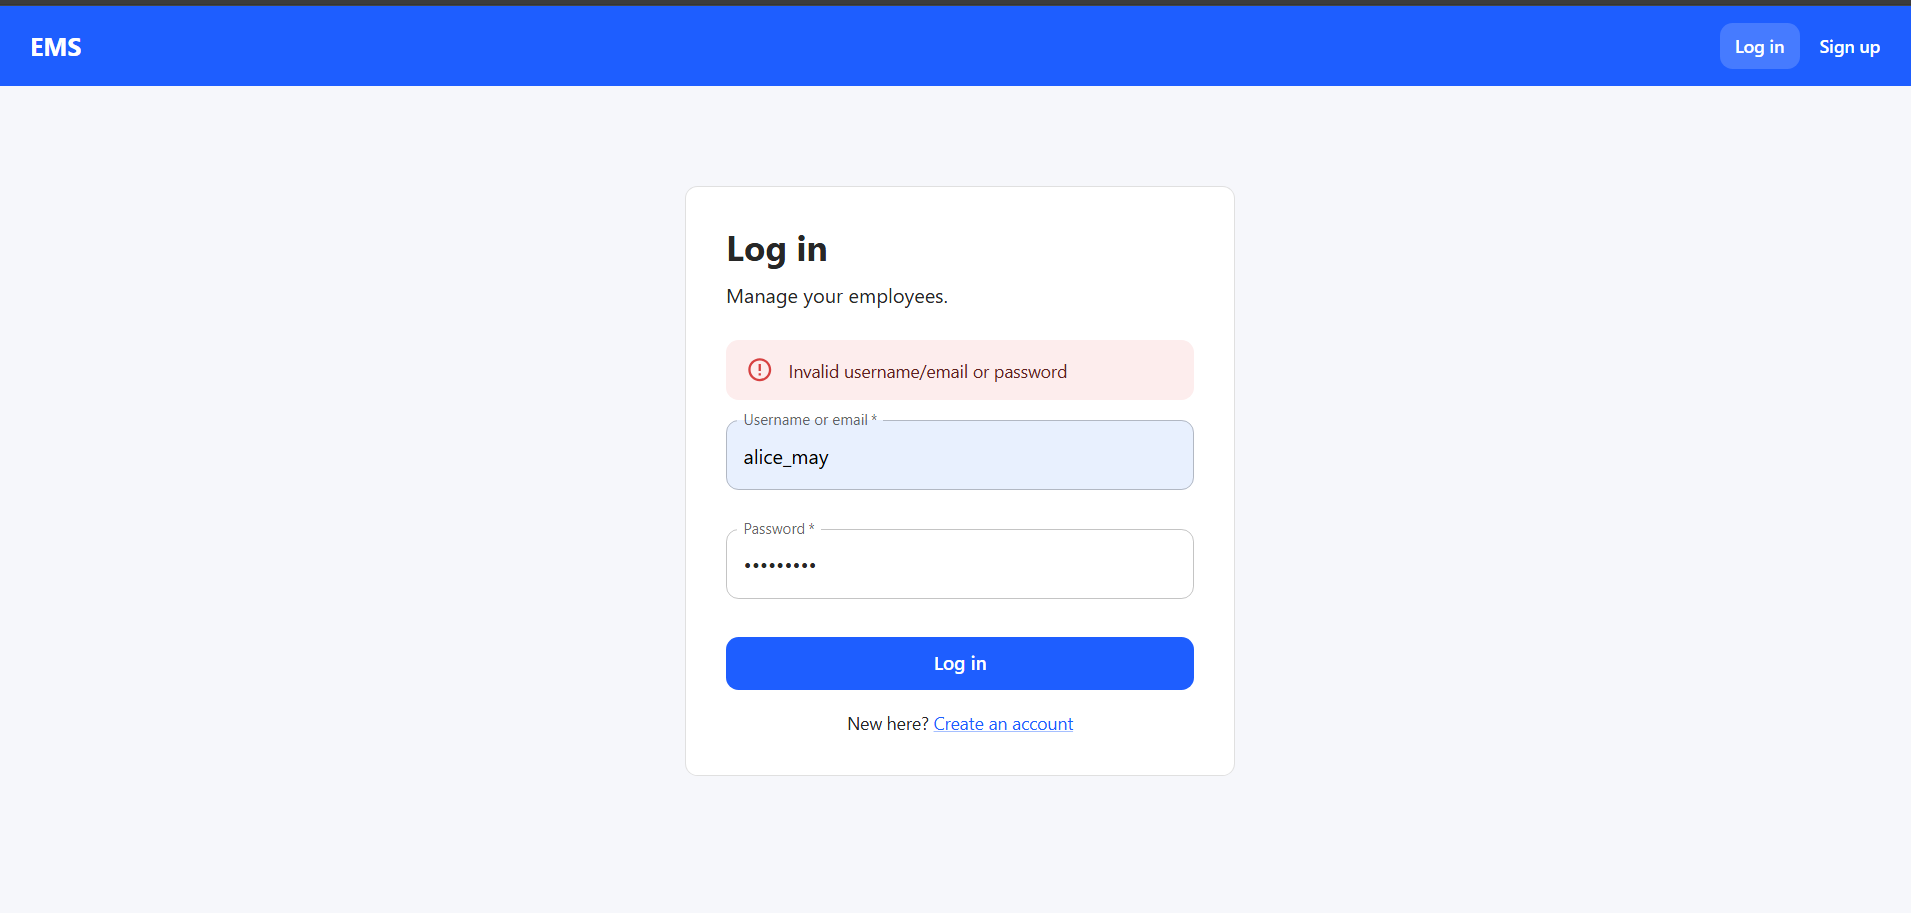 EMS
Log in
Sign up
Log in
Manage your employees.
Invalid username/email or password
Username or email *
alice_may
Password *
•••••••••
Log in
New here? Create an account